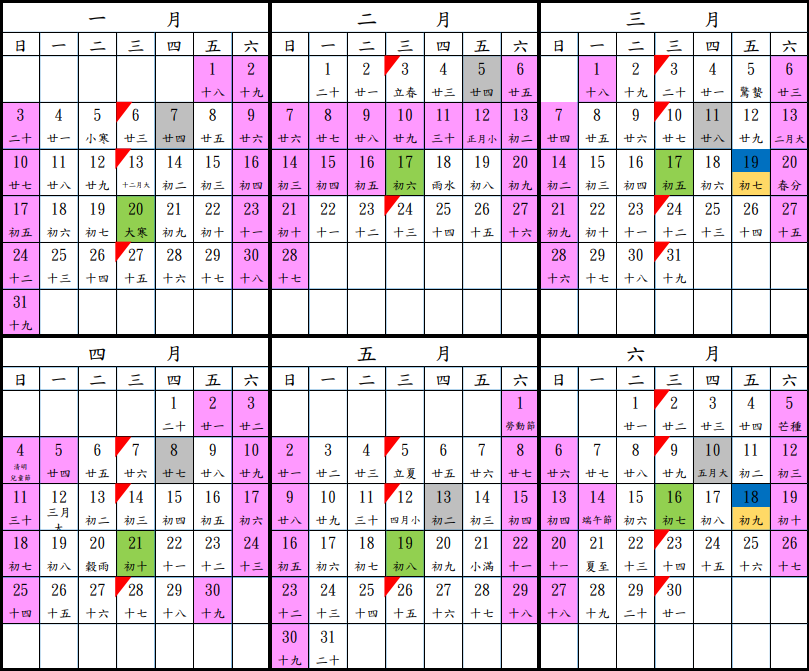 一 月
日 一 二 三 四 五 六
1 2
十八 十九
3 4 5 6 7 8 9
二十 廿一 小寒 廿三 廿四 廿五 廿六
10 11 12 13 14 15 16
廿七 廿八 廿九 十二月大 初二 初三 初四
17 18 19 20 21 22 23
初五 初六 初七 大寒 初九 初十 十一
24 25 26 27 28 29 30
十二 十三 十四 十五 十六 十七 十八
31
十九
二 月
日 一 二 三 四 五 六
1 2 3 4 5 6
二十 廿一 立春 廿三 廿四 廿五
7 8 9 10 11 12 13
廿六 廿七 廿八 廿九 三十 正月小 初二
14 15 16 17 18 19 20
初三 初四 初五 初六 雨水 初八 初九
21 22 23 24 25 26 27
初十 十一 十二 十三 十四 十五 十六
28
十七
三 月
日 一 二 三 四 五 六
1 2 3 4 5 6
十八 十九 二十 廿一 驚蟄 廿三
7 8 9 10 11 12 13
廿四 廿五 廿六 廿七 廿八 廿九 二月大
14 15 16 17 18 19 20
初二 初三 初四 初五 初六 初七 春分
21 22 23 24 25 26 27
初九 初十 十一 十二 十三 十四 十五
28 29 30 31
十六 十七 十八 十九
四 月
日 一 二 三 四 五 六
1 2 3
二十 廿一 廿二
4 5 6 7 8 9 10
清明
兒童節 廿四 廿五 廿六 廿七 廿八 廿九
11 12 13 14 15 16 17
三十 三月大 初二 初三 初四 初五 初六
18 19 20 21 22 23 24
初七 初八 穀雨 初十 十一 十二 十三
25 26 27 28 29 30
十四 十五 十六 十七 十八 十九
五 月
日 一 二 三 四 五 六
1
勞動節
2 3 4 5 6 7 8
廿一 廿二 廿三 立夏 廿五 廿六 廿七
9 10 11 12 13 14 15
廿八 廿九 三十 四月小 初二 初三 初四
16 17 18 19 20 21 22
初五 初六 初七 初八 初九 小滿 十一
23 24 25 26 27 28 29
十二 十三 十四 十五 十六 十七 十八
30 31
十九 二十
六 月
日 一 二 三 四 五 六
1 2 3 4 5
廿一 廿二 廿三 廿四 芒種
6 7 8 9 10 11 12
廿六 廿七 廿八 廿九 五月大 初二 初三
13 14 15 16 17 18 19
初四 端午節 初六 初七 初八 初九 初十
20 21 22 23 24 25 26
十一 夏至 十三 十四 十五 十六 十七
27 28 29 30
十八 十九 二十 廿一